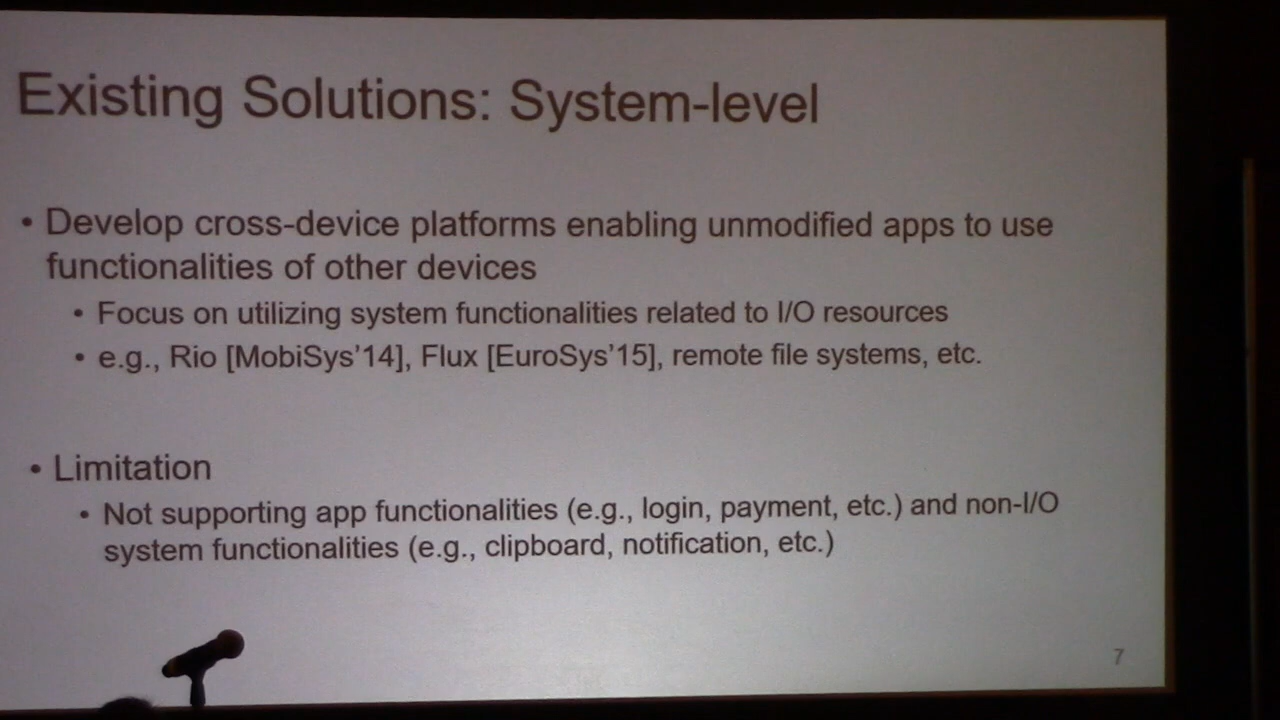 Existing Solutions: System-level
• Develop cross-device platforms enabling unmodified apps to use
functionalities of other devices
• Focus on utilizing system functionalities related to I/O resources
• e.g., Rio [MobiSys'14], Flux [EuroSys'15], remote file systems, etc.
• Limitation
• Not supporting app functionalities (e.g., login, payment, etc.) and non-I/O
system functionalities (e.g., clipboard, notification, etc.)
7